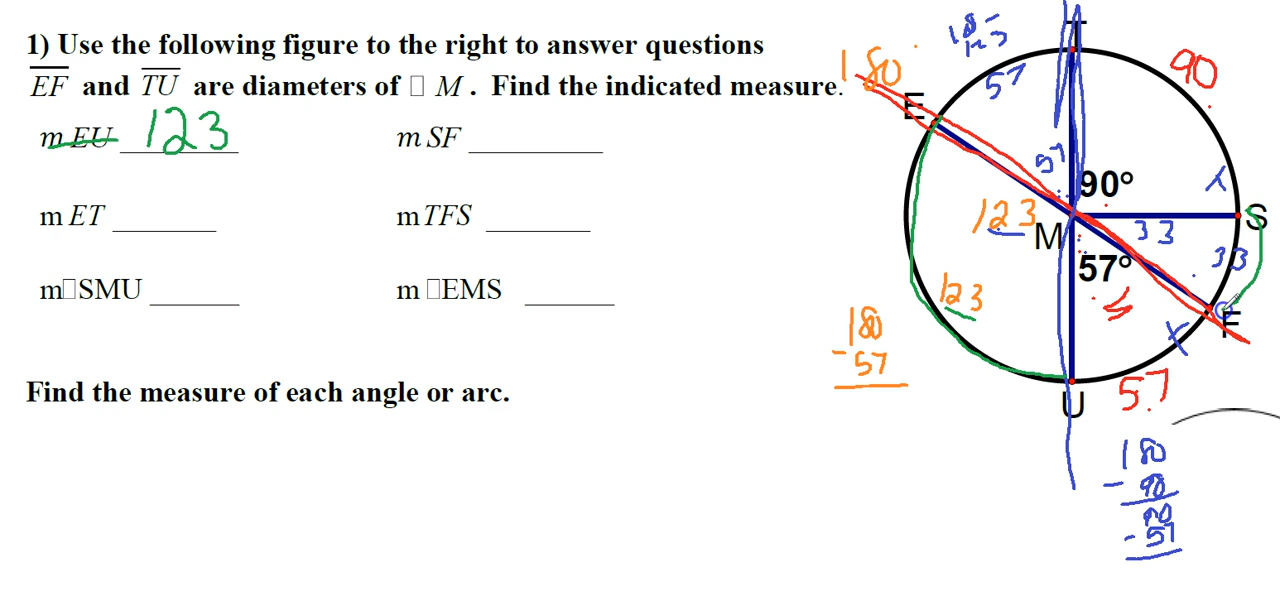 1) Use the following figure to the right to answer questions
EF and TU are diameters of □ M. Find the indicated measure.
m EU 123
m SF
m ET
m TFS
m□SMU
m □EMS
Find the measure of each angle or arc.
180
-57
180
123
57
T
90
E
57
90°
x
123
M
S
33
57°
33
123
x
F
57
U
180
- 90
90
- 57